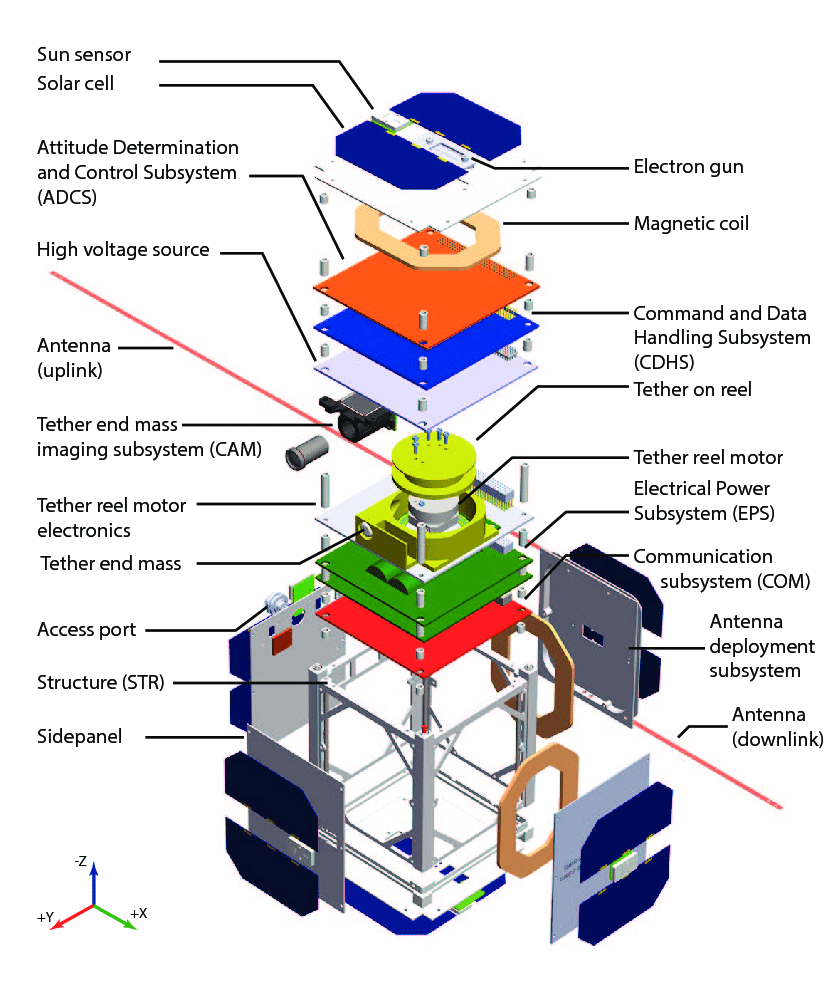 Sun sensor
Solar cell
Attitude Determination
and Control Subsystem
(ADCS)
High voltage source
Antenna
(uplink)
Tether end mass
imaging subsystem (CAM)
Tether reel motor
electronics
Tether end mass
Access port
Structure (STR)
Sidepanel
Electron gun
Magnetic coil
Command and Data
Handling Subsystem
(CDHS)
Tether on reel
Tether reel motor
Electrical Power
Subsystem (EPS)
Communication
subsystem (COM)
Antenna
deployment
subsystem
Antenna
(downlink)
-Z
+Y
+X